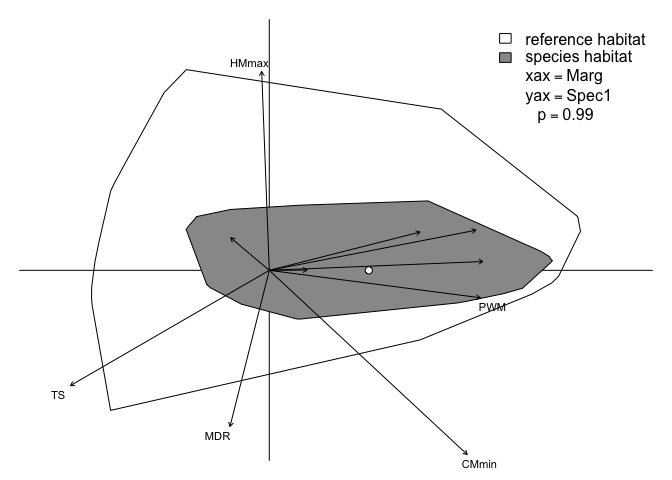 reference habitat
species habitat
xax = Marg
yax = Spec1
p = 0.99
HMmax
PWM
TS
MDR
CMmin